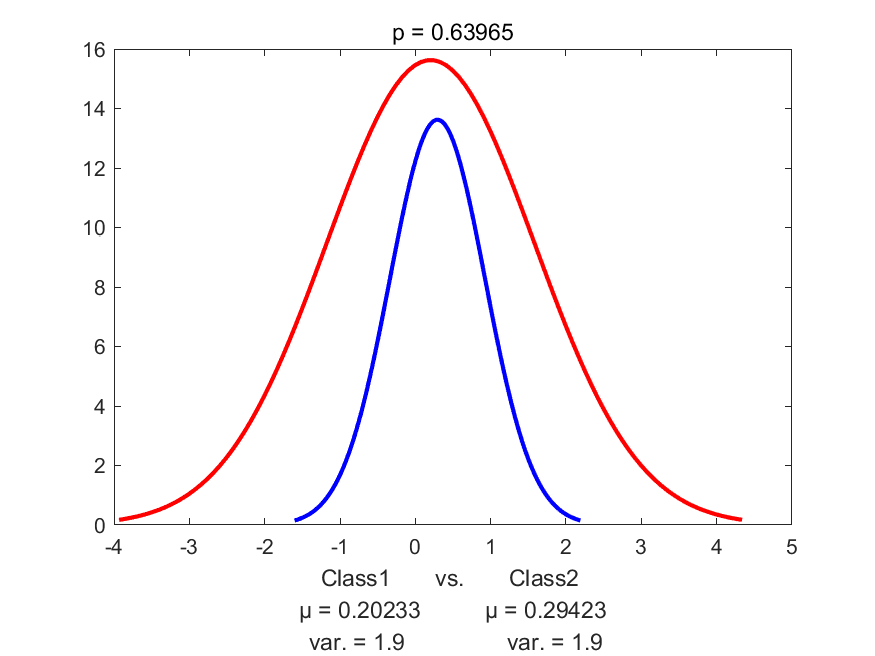 p = 0.63965
16
14
12
10
8
6
4
2
0
-4 -3 -2 -1 0 1 2 3 4 5
Class1 vs. Class2
μ = 0.20233 μ = 0.29423
var. = 1.9 var. = 1.9